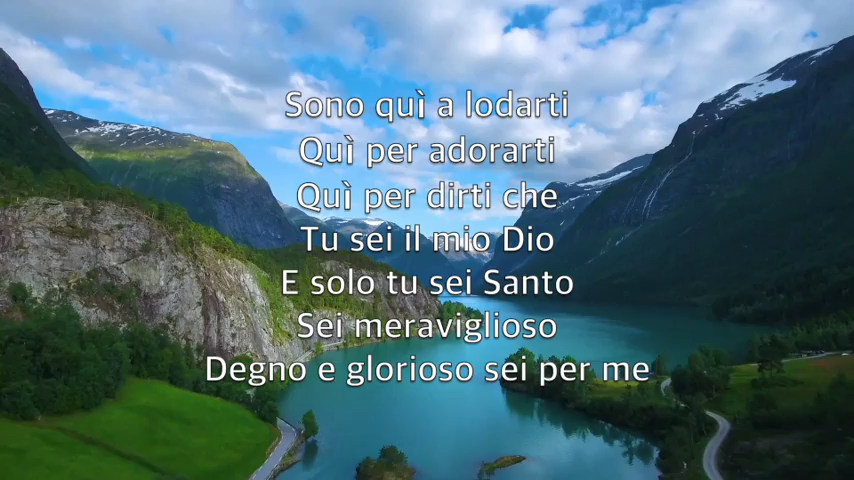 Sono quì a lodarti
Quì per adorarti
Quì per dirti che
Tu sei il mio Dio
E solo tu sei Santo
Sei meraviglioso
Degno e glorioso sei per me